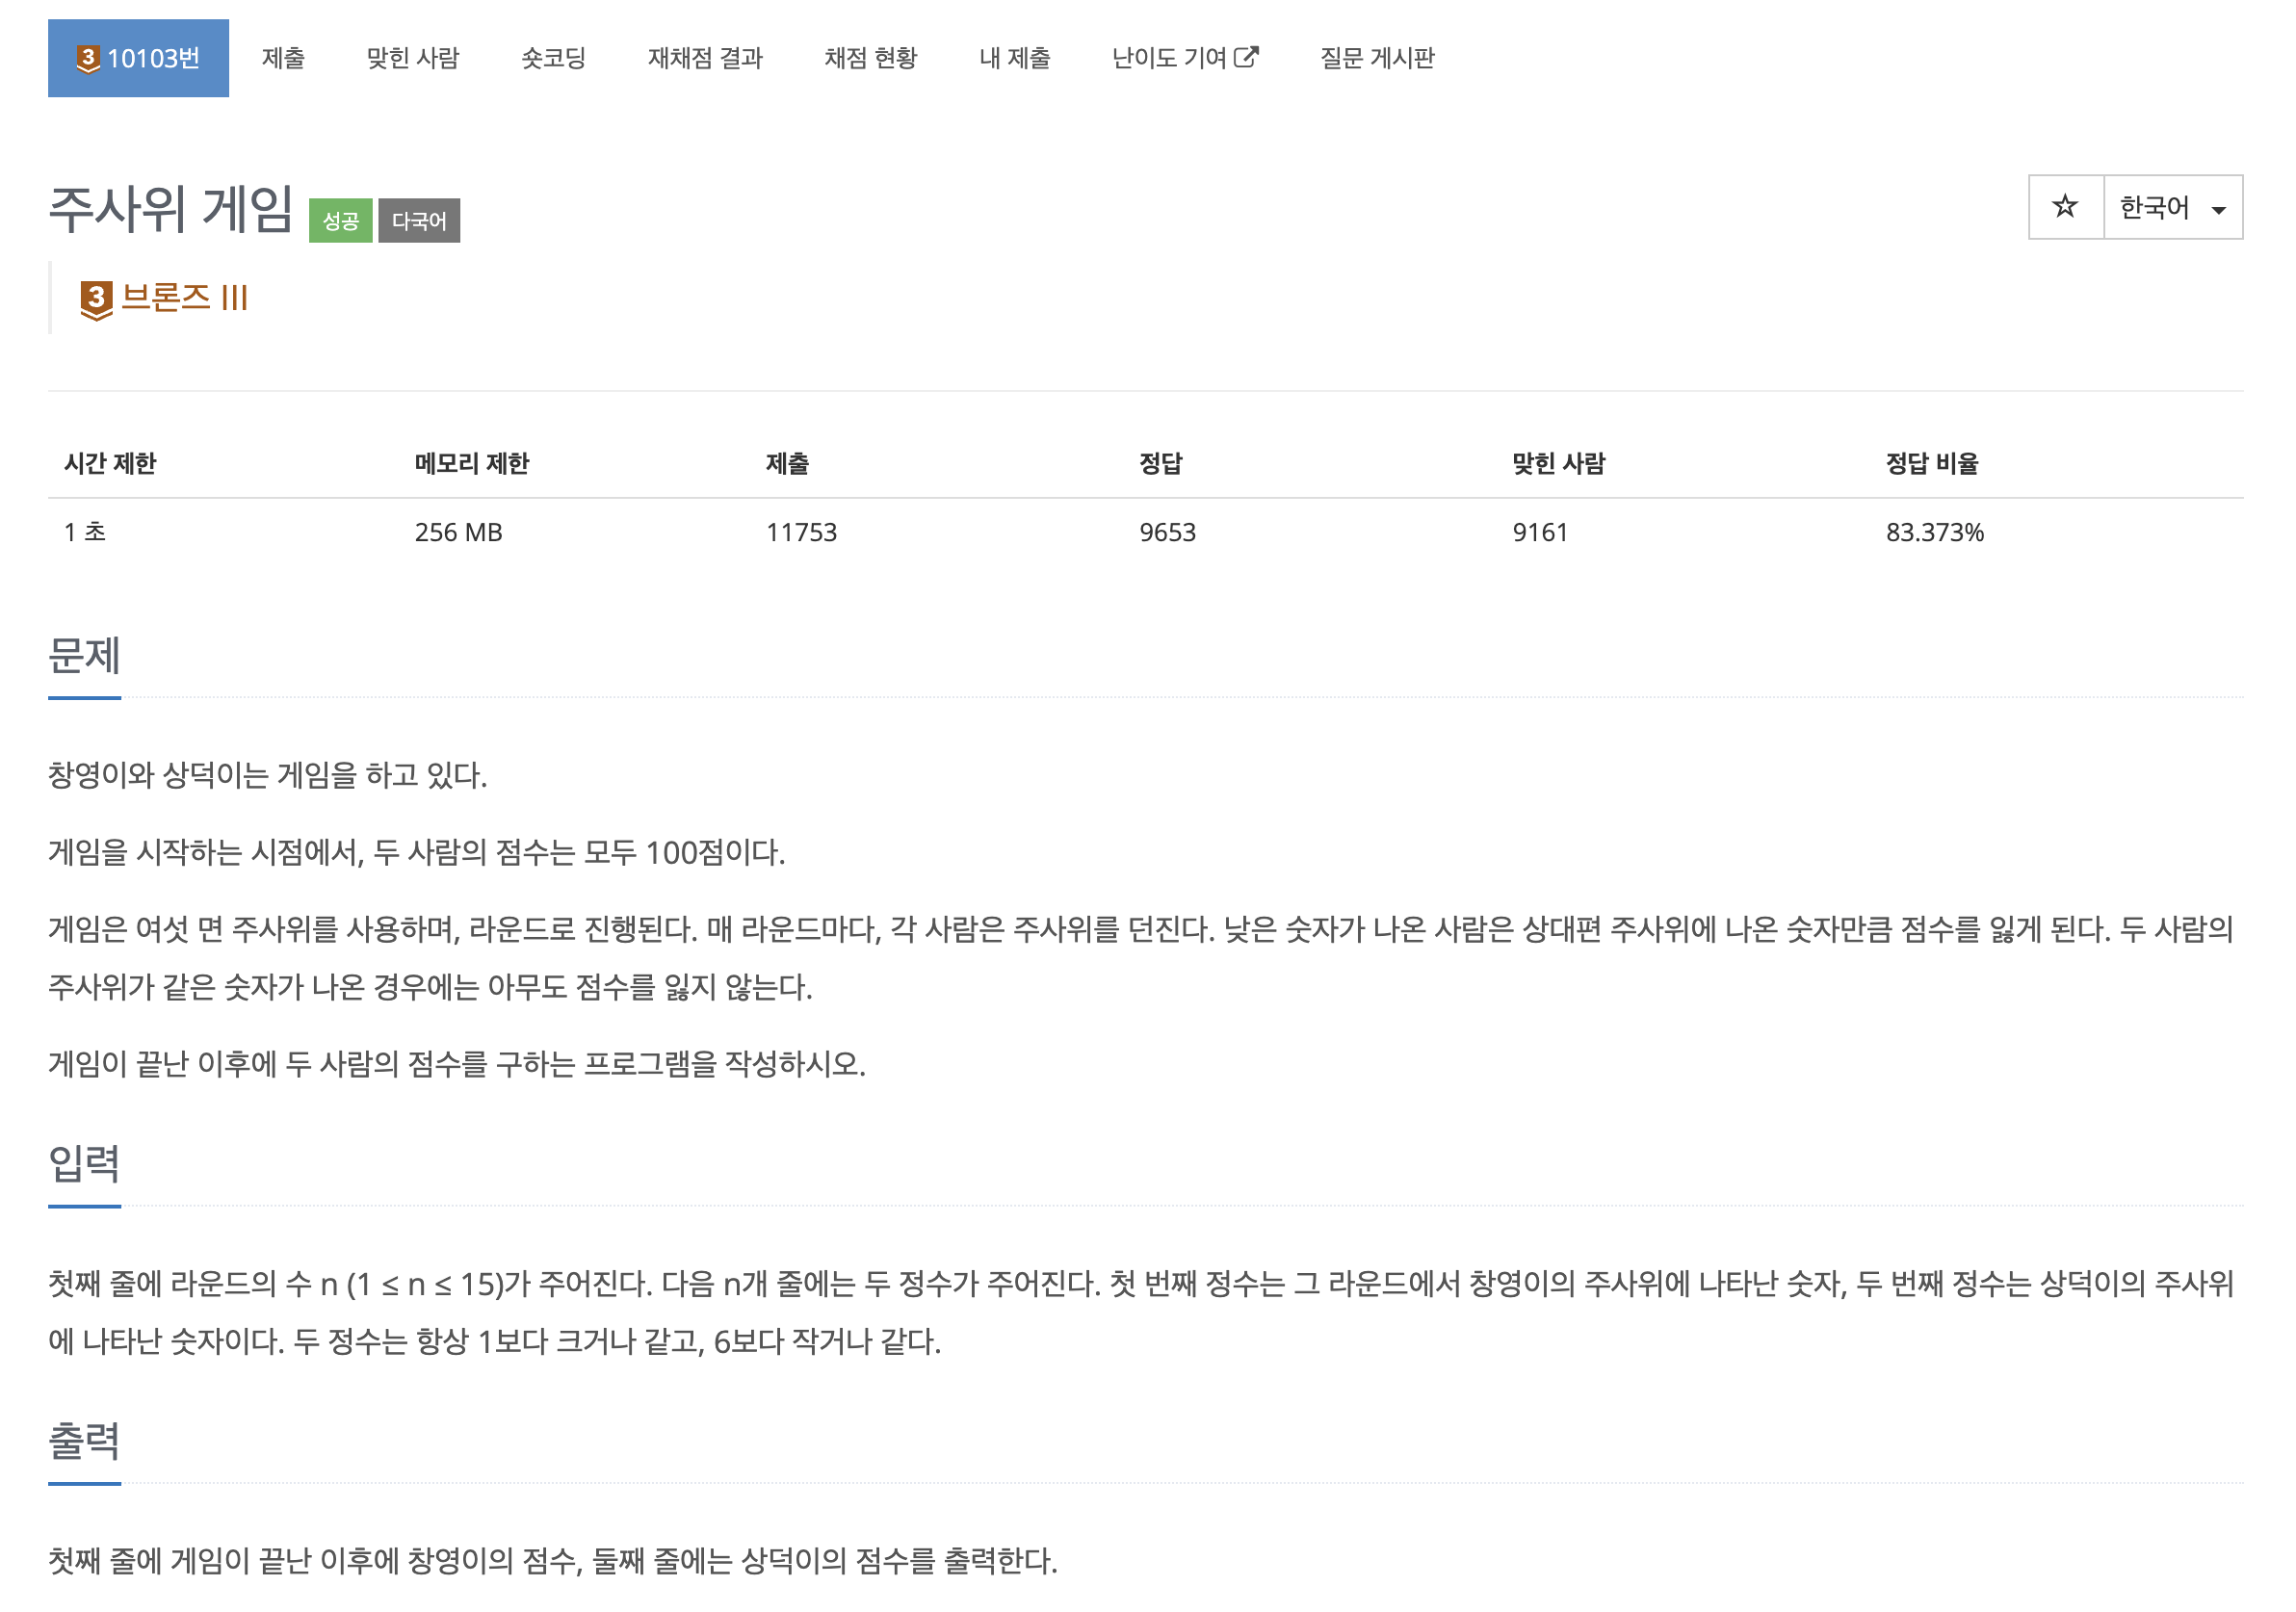 3 10103번 제출 맞힌 사람 숏코딩 재채점 결과 채점 현황 내 제출 난이도 기여 질문 게시판
주사위 게임 성공 다국어 한국어
3 브론즈 III
시간 제한 메모리 제한 제출 정답 맞힌 사람 정답 비율
1 초 256 MB 11753 9653 9161 83.373%
문제
창영이와 상덕이는 게임을 하고 있다.
게임을 시작하는 시점에서, 두 사람의 점수는 모두 100점이다.
게임은 여섯 면 주사위를 사용하며, 라운드로 진행된다. 매 라운드마다, 각 사람은 주사위를 던진다. 낮은 숫자가 나온 사람은 상대편 주사위에 나온 숫자만큼 점수를 잃게 된다. 두 사람의
주사위가 같은 숫자가 나온 경우에는 아무도 점수를 잃지 않는다.
게임이 끝난 이후에 두 사람의 점수를 구하는 프로그램을 작성하시오.
입력
첫째 줄에 라운드의 수 n (1 ≤ n ≤ 15)가 주어진다. 다음 n개 줄에는 두 정수가 주어진다. 첫 번째 정수는 그 라운드에서 창영이의 주사위에 나타난 숫자, 두 번째 정수는 상덕이의 주사위
에 나타난 숫자이다. 두 정수는 항상 1보다 크거나 같고, 6보다 작거나 같다.
출력
첫째 줄에 게임이 끝난 이후에 창영이의 점수, 둘째 줄에는 상덕이의 점수를 출력한다.